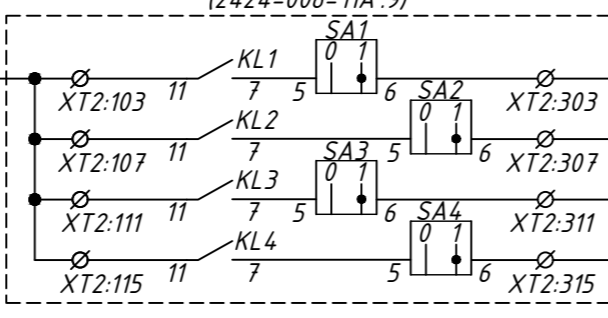 SA1
0 1
KL1
XT2:103 11 7 5 6 XT2:303
SA2
0 1
KL2
XT2:107 11 7 5 6 XT2:307
SA3
0 1
KL3
XT2:111 11 7 5 6 XT2:311
SA4
0 1
KL4
XT2:115 11 7 5 6 XT2:315